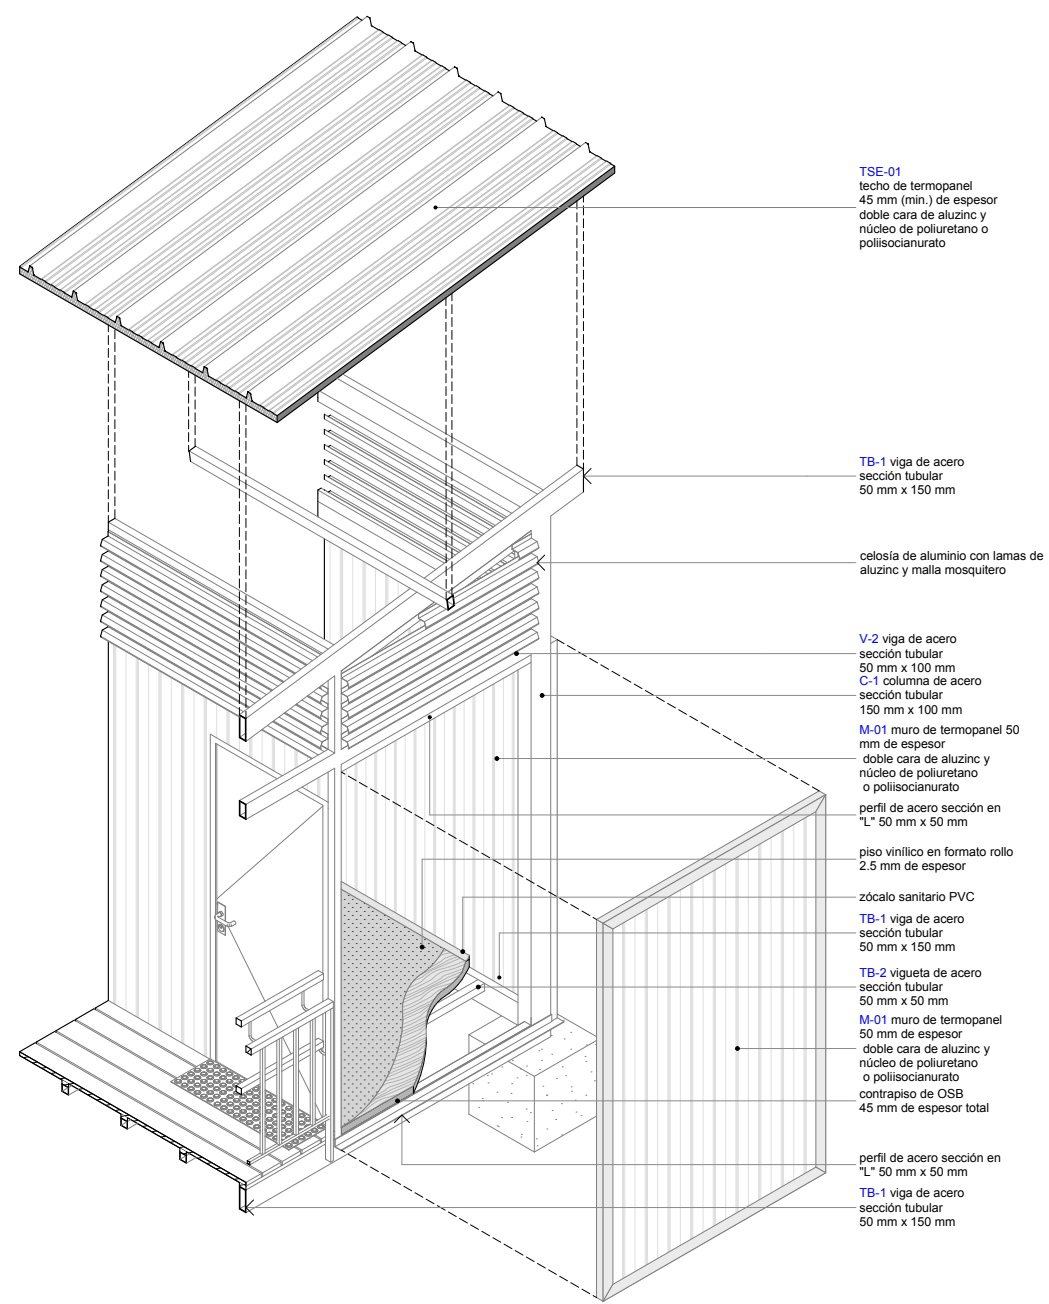 TSE-01
techo de termopanel
45 mm (min.) de espesor
doble cara de aluzinc y
núcleo de poliuretano o
poliisocianurato
TB-1 viga de acero
sección tubular
50 mm x 150 mm
celosía de aluminio con lamas de
aluzinc y malla mosquitero
V-2 viga de acero
sección tubular
50 mm x 100 mm
C-1 columna de acero
sección tubular
150 mm x 100 mm
M-01 muro de termopanel 50
mm de espesor
doble cara de aluzinc y
núcleo de poliuretano
o poliisocianurato
perfil de acero sección en
"L" 50 mm x 50 mm
piso vinílico en formato rollo
2.5 mm de espesor
zócalo sanitario PVC
TB-1 viga de acero
sección tubular
50 mm x 150 mm
TB-2 vigueta de acero
sección tubular
50 mm x 50 mm
M-01 muro de termopanel
50 mm de espesor
doble cara de aluzinc y
núcleo de poliuretano
o poliisocianurato
contrapiso de OSB
45 mm de espesor total
perfil de acero sección en
"L" 50 mm x 50 mm
TB-1 viga de acero
sección tubular
50 mm x 150 mm